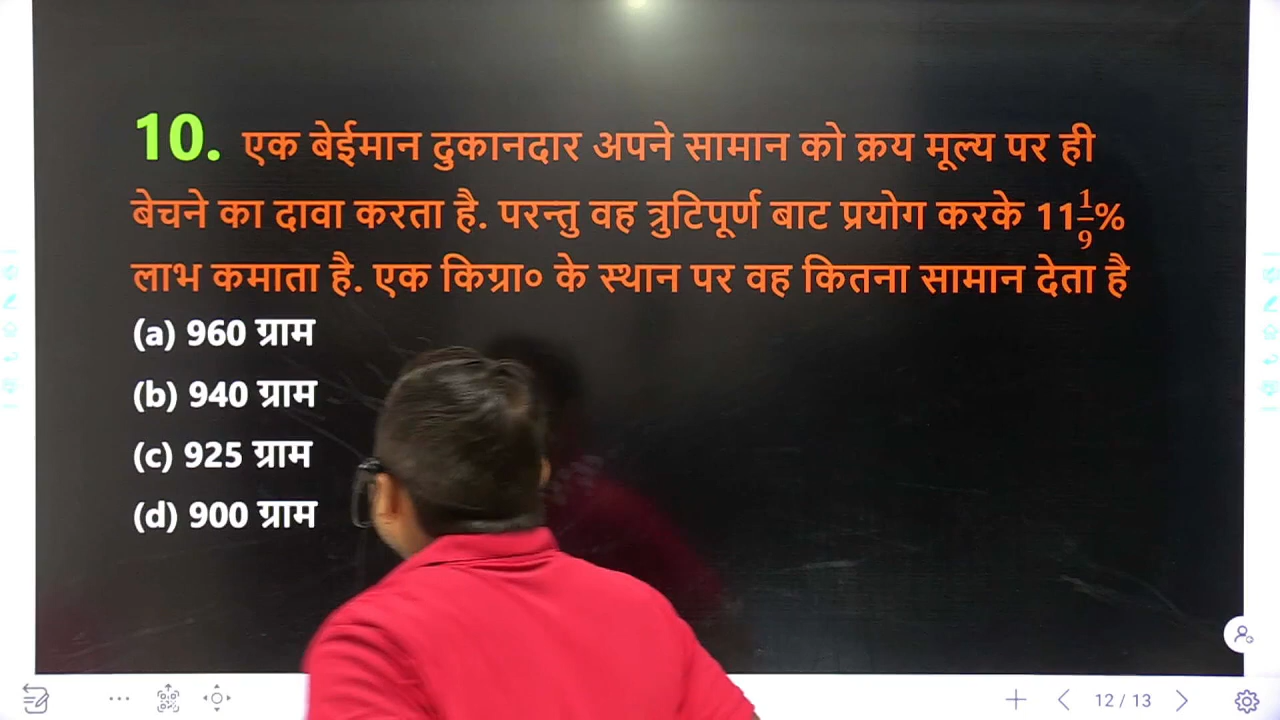 10. एक बेईमान दुकानदार अपने सामान को क्रय मूल्य पर ही
बेचने का दावा करता है. परन्तु वह त्रुटिपूर्ण बाट प्रयोग करके 11 1/9%
लाभ कमाता है. एक किग्रा० के स्थान पर वह कितना सामान देता है
(a) 960 ग्राम
(b) 940 ग्राम
(c) 925 ग्राम
(d) 900 ग्राम
12 / 13